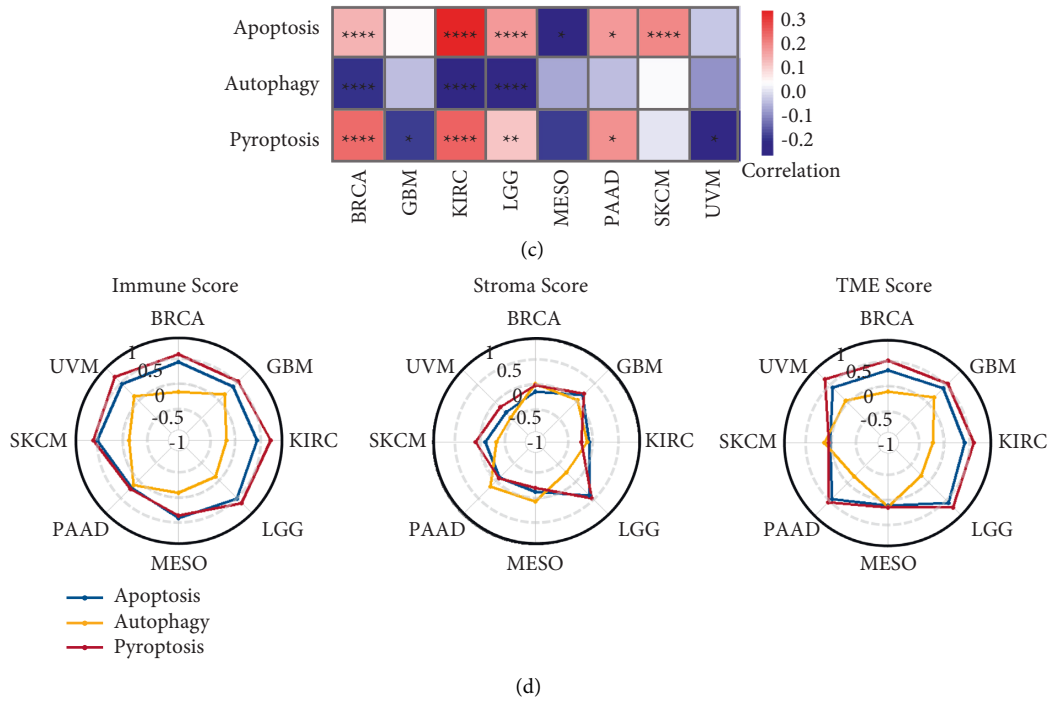 Apoptosis **** **** **** * * ****
Autophagy **** **** ****
Pyroptosis **** * **** ** * *
0.3
0.2
0.1
0.0
-0.1
-0.2
Correlation
BRCA GBM KIRC LGG MESO PAAD SKCM UVM
(c)
Immune Score
BRCA
GBM
KIRC
LGG
MESO
PAAD
SKCM
UVM
1
0.5
0
-0.5
-1
Stroma Score
BRCA
GBM
KIRC
LGG
MESO
PAAD
SKCM
UVM
1
0.5
0
-0.5
-1
TME Score
BRCA
GBM
KIRC
LGG
MESO
PAAD
SKCM
UVM
1
0.5
0
-0.5
-1
Apoptosis
Autophagy
Pyroptosis
(d)